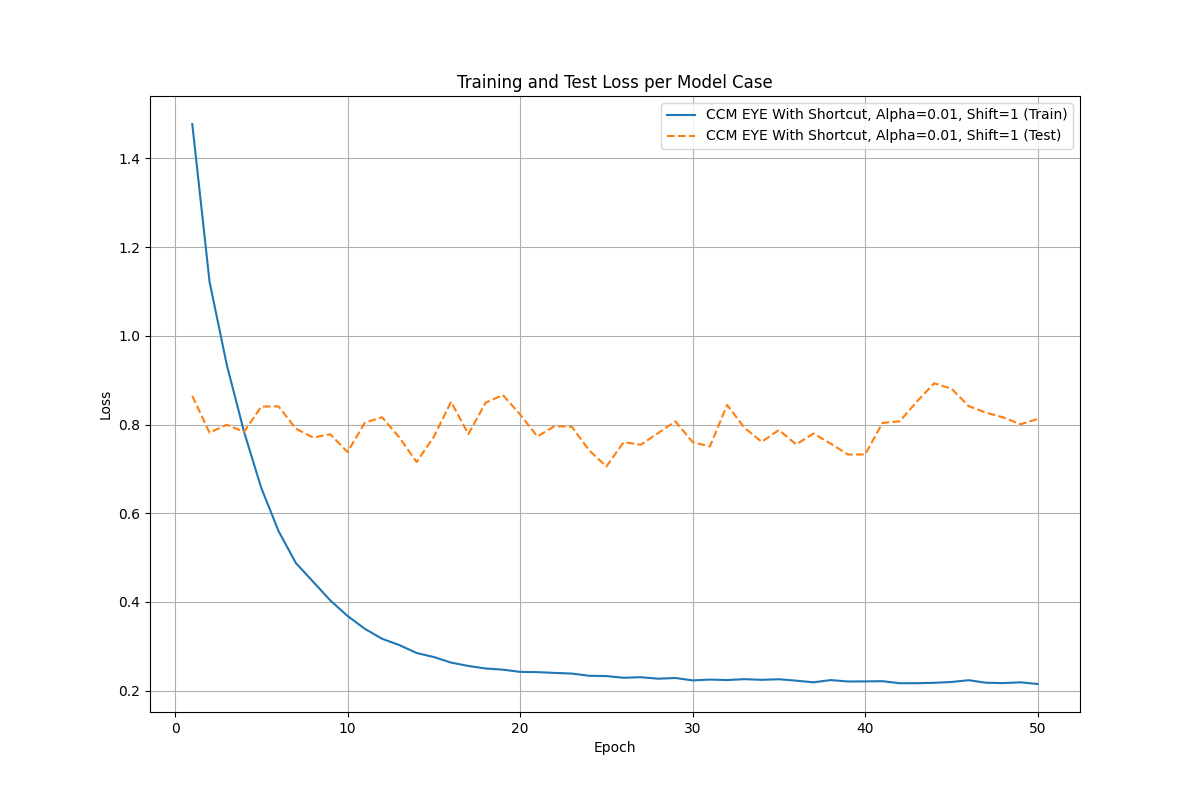 Training and Test Loss per Model Case
CCM EYE With Shortcut, Alpha=0.01, Shift=1 (Train)
CCM EYE With Shortcut, Alpha=0.01, Shift=1 (Test)
Loss
1.4
1.2
1.0
0.8
0.6
0.4
0.2
0 10 20 30 40 50
Epoch